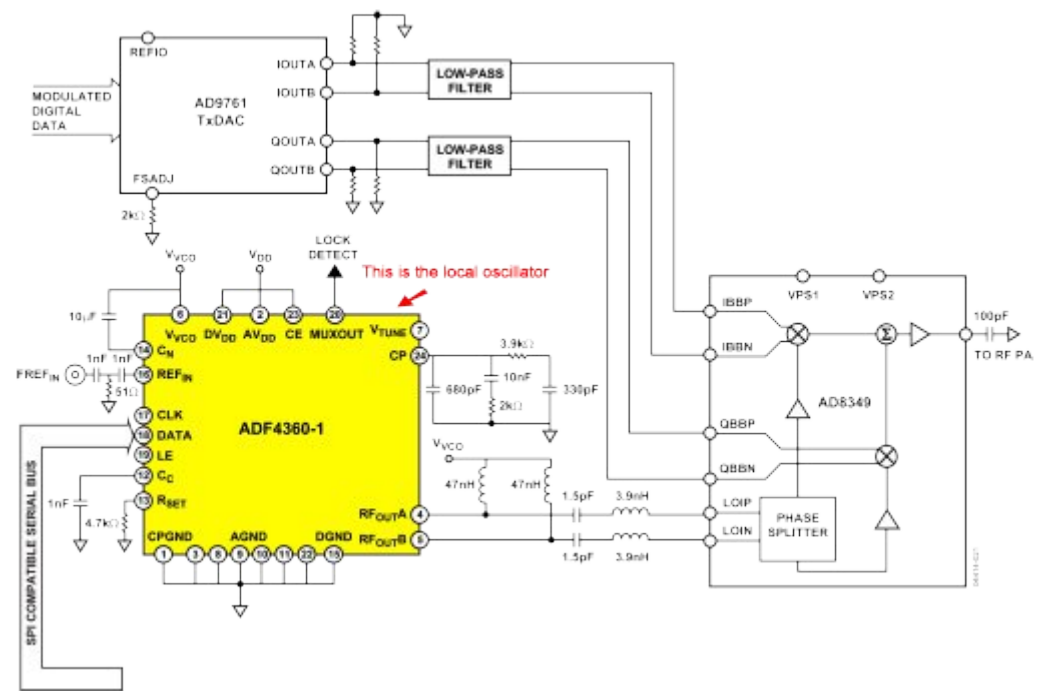 REFIO
IOUTA
IOUTB
QOUTA
QOUTB
AD9761
TxDAC
MODULATED
DIGITAL
DATA
FSADJ
2kΩ
LOW-PASS
FILTER
LOW-PASS
FILTER
LOCK
DETECT
This is the local oscillator
VVCO
VDD
10µF
6
21
2
23
20
7
VVCO
DVDD
AVDD
CE
MUXOUT
VTUNE
14
CN
1nF
1nF
FREFIN
16
REFIN
51Ω
17
CLK
18
DATA
19
LE
12
CC
13
RSET
1nF
4.7kΩ
ADF4360-1
CP
24
3.9kΩ
680pF
10nF
2kΩ
330pF
VVCO
47nH
47nH
RFOUTA
4
RFOUTB
5
1.5pF
3.9nH
1.5pF
3.9nH
CPGND
AGND
DGND
1
3
8
9
10
11
22
15
SPI COMPATIBLE SERIAL BUS
VPS1
VPS2
IBBP
IBBN
QBBP
QBBN
LOIP
LOIN
Σ
AD8349
PHASE
SPLITTER
100pF
TO RF PA